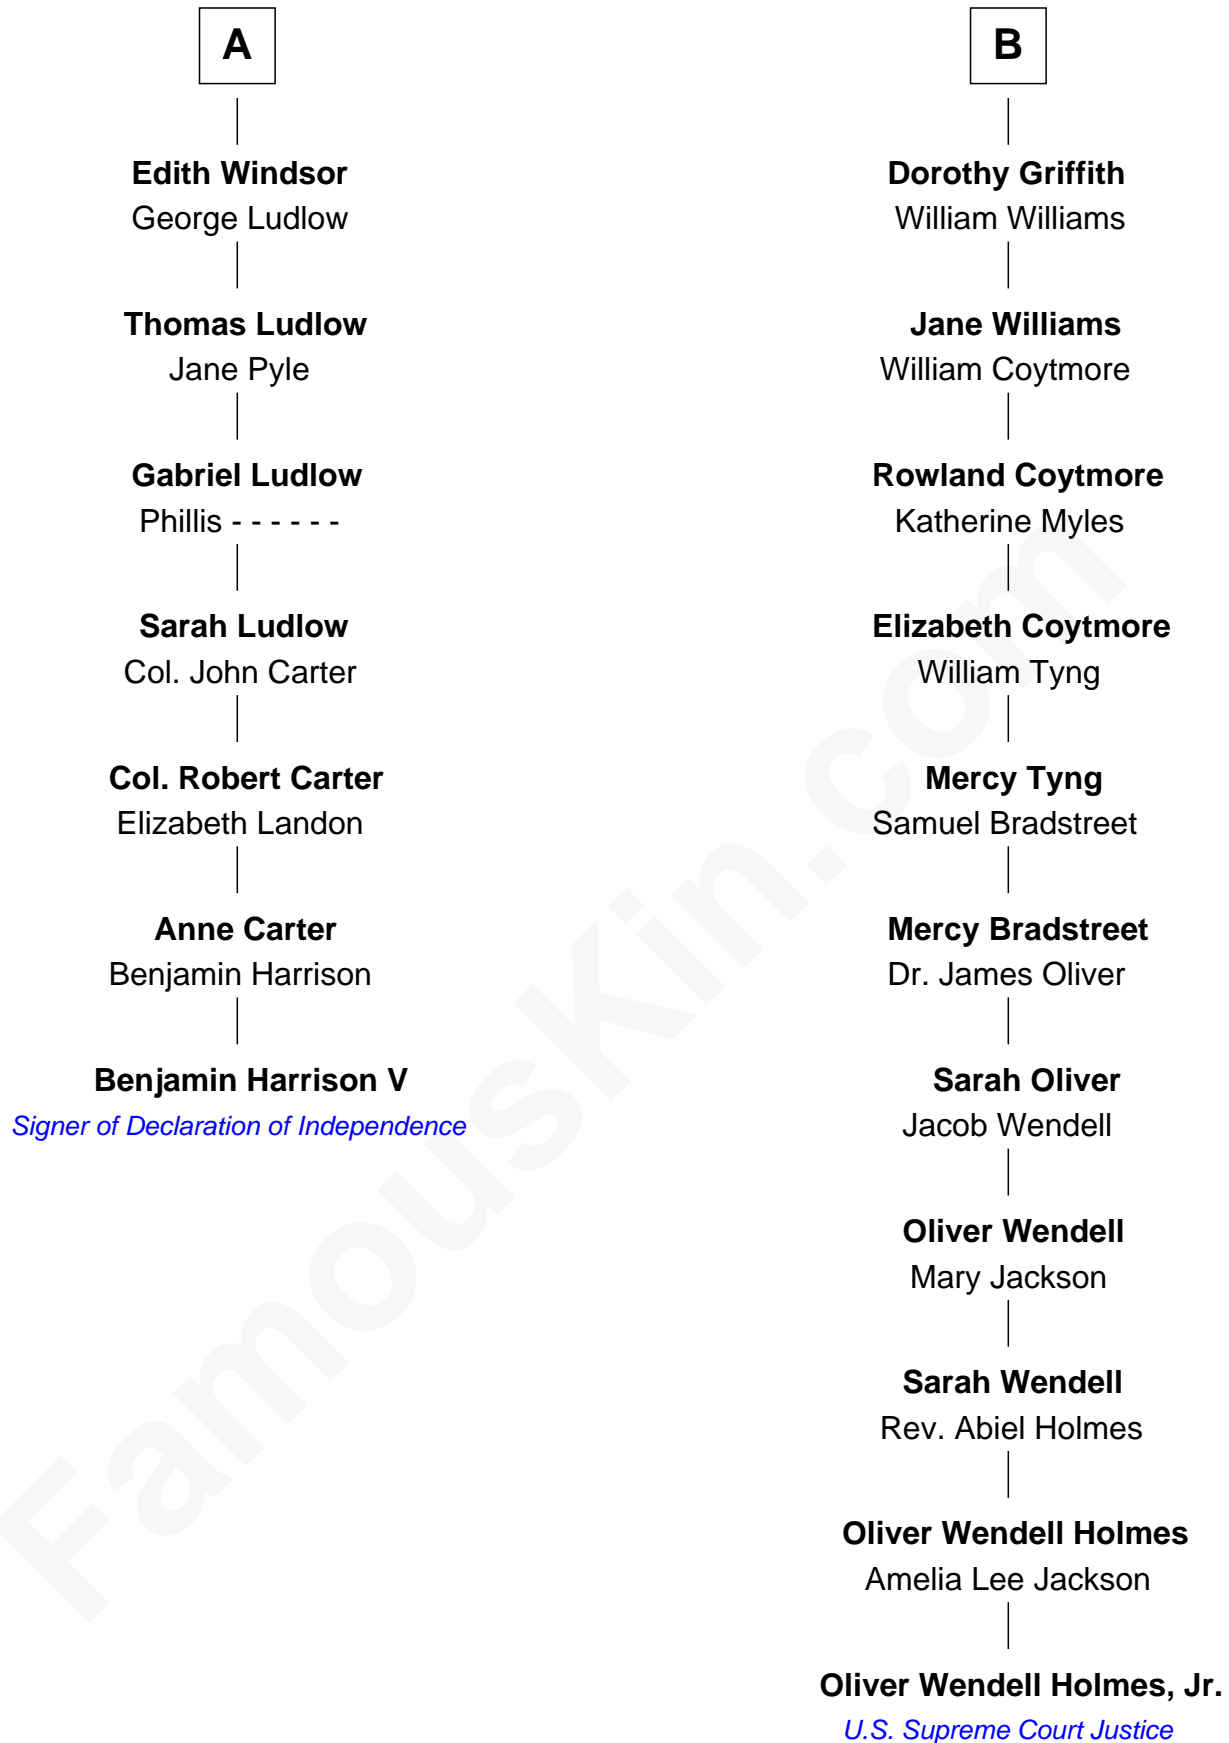 A
Edith Windsor
George Ludlow
Thomas Ludlow
Jane Pyle
Gabriel Ludlow
Phillis - - - - - -
Sarah Ludlow
Col. John Carter
Col. Robert Carter
Elizabeth Landon
Anne Carter
Benjamin Harrison
Benjamin Harrison V
Signer of Declaration of Independence
B
Dorothy Griffith
William Williams
Jane Williams
William Coytmore
Rowland Coytmore
Katherine Myles
Elizabeth Coytmore
William Tyng
Mercy Tyng
Samuel Bradstreet
Mercy Bradstreet
Dr. James Oliver
Sarah Oliver
Jacob Wendell
Oliver Wendell
Mary Jackson
Sarah Wendell
Rev. Abiel Holmes
Oliver Wendell Holmes
Amelia Lee Jackson
Oliver Wendell Holmes, Jr.
U.S. Supreme Court Justice
FamousKin.com